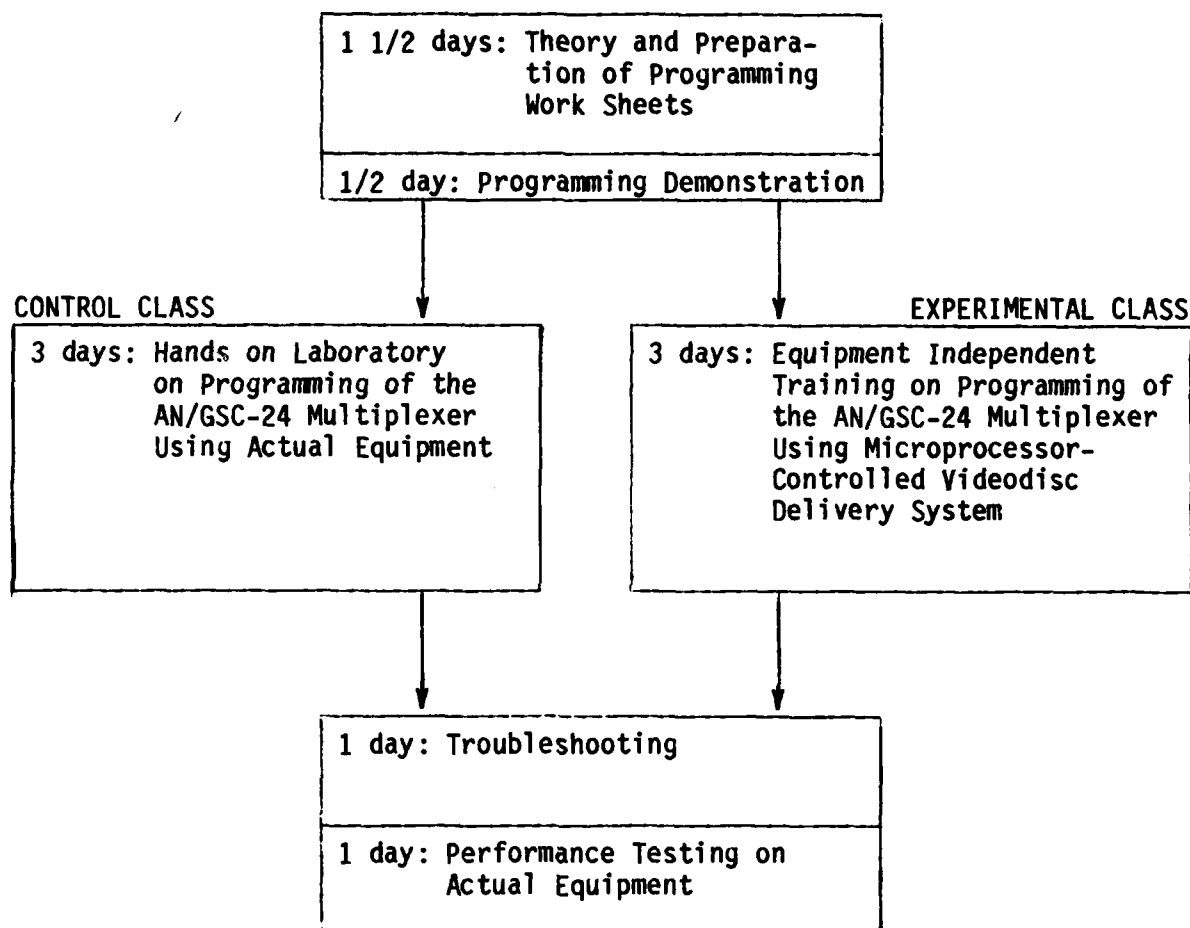 1 1/2 days: Theory and Prepara-
tion of Programming
Work Sheets
1/2 day: Programming Demonstration
CONTROL CLASS
3 days: Hands on Laboratory
on Programming of the
AN/GSC-24 Multiplexer
Using Actual Equipment
EXPERIMENTAL CLASS
3 days: Equipment Independent
Training on Programming of
the AN/GSC-24 Multiplexer
Using Microprocessor-
Controlled Videodisc
Delivery System
1 day: Troubleshooting
1 day: Performance Testing on
Actual Equipment